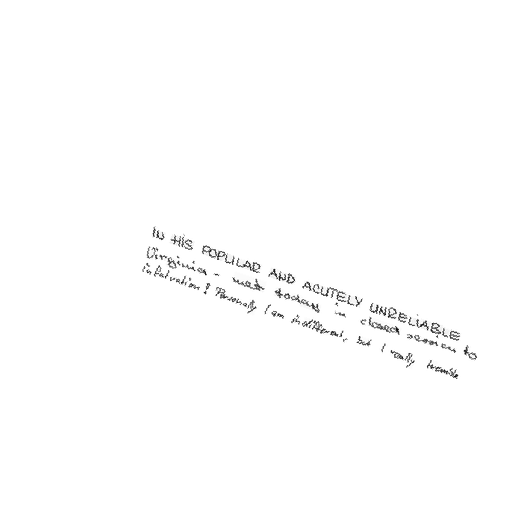 IN HIS POPULAR AND ACUTELY UNRELIABLE
Virginia - meet today in closed session to
infatuation! Personally I am indifferent, but I really tremble